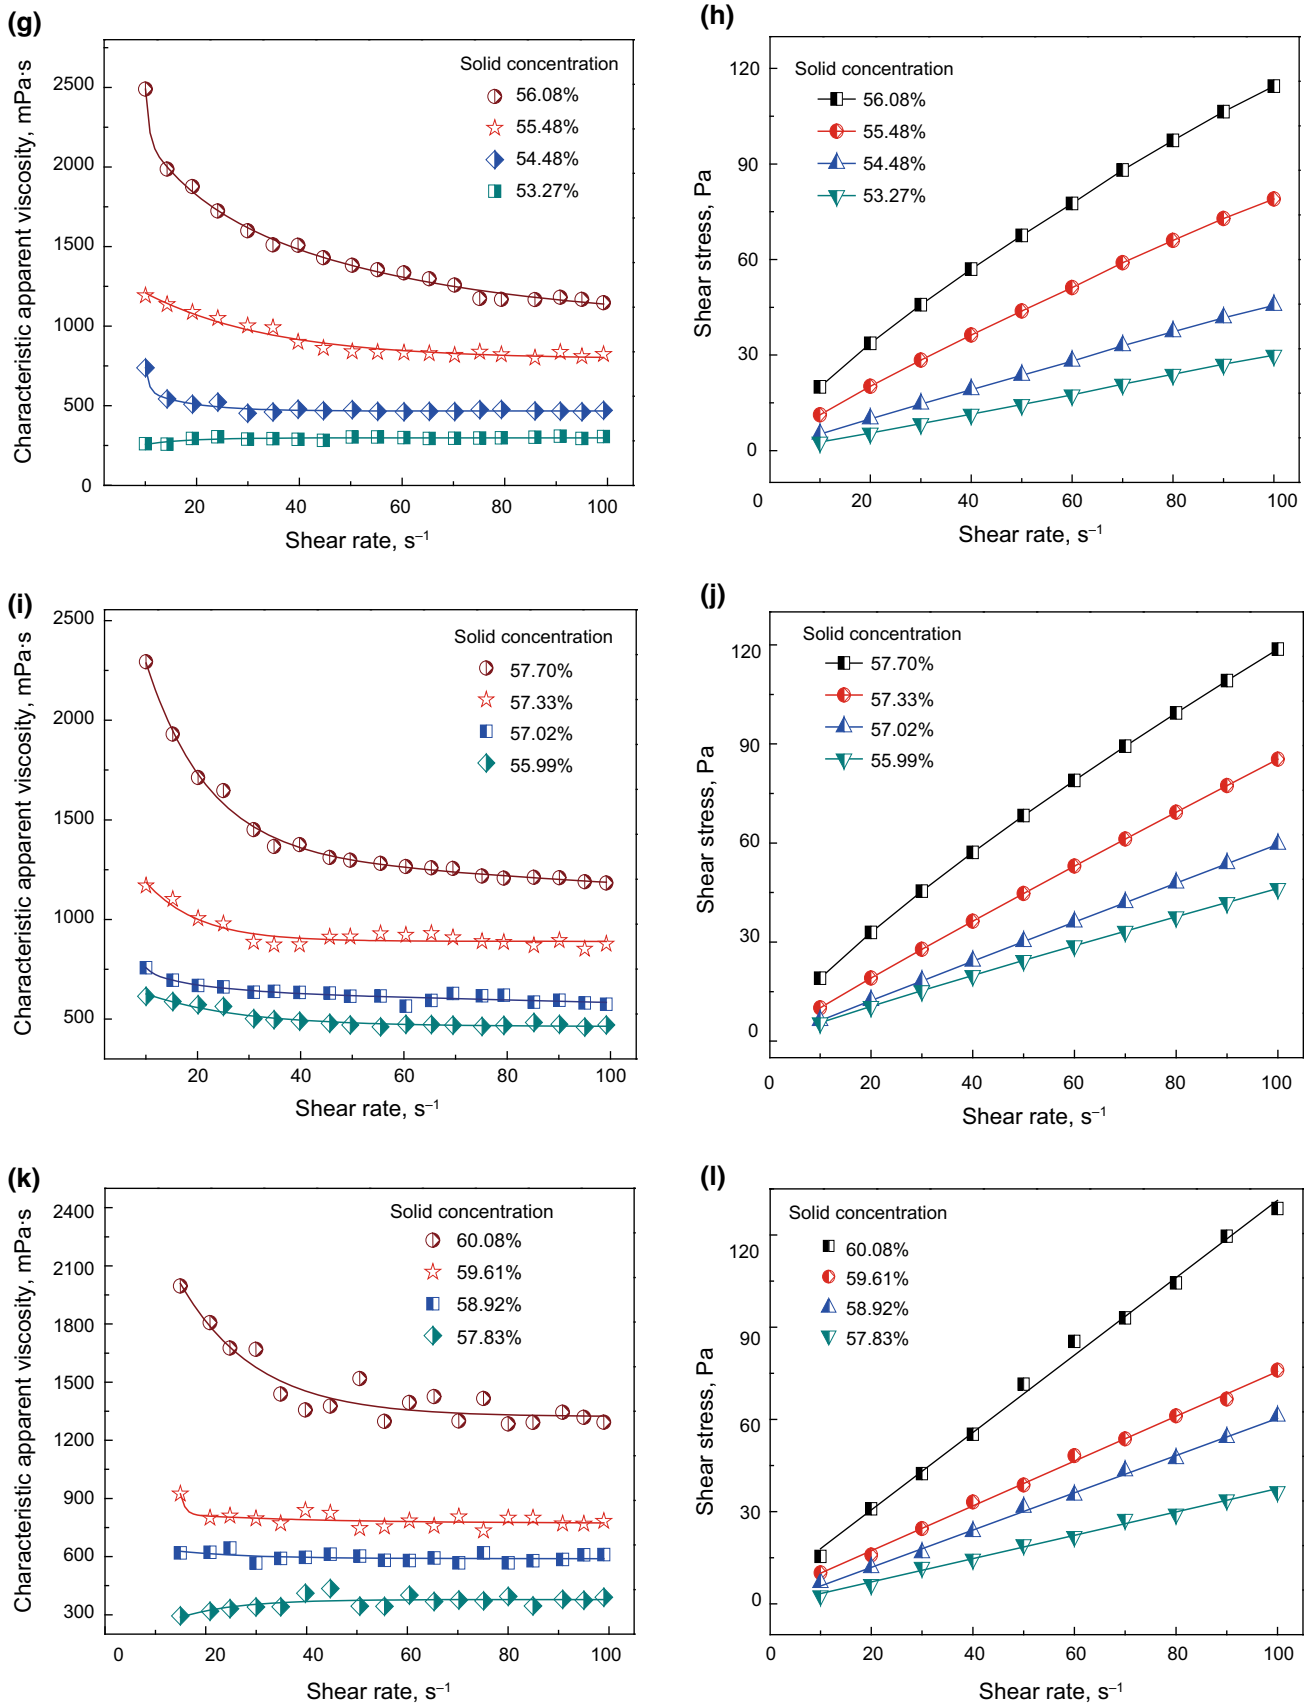 (g)
Characteristic apparent viscosity, mPa·s
2500
2000
1500
1000
500
0
Solid concentration
56.08%
55.48%
54.48%
53.27%
20 40 60 80 100
Shear rate, s⁻¹
(h)
Shear stress, Pa
120
90
60
30
0
Solid concentration
56.08%
55.48%
54.48%
53.27%
0 20 40 60 80 100
Shear rate, s⁻¹
(i)
Characteristic apparent viscosity, mPa·s
2500
2000
1500
1000
500
Solid concentration
57.70%
57.33%
57.02%
55.99%
20 40 60 80 100
Shear rate, s⁻¹
(j)
Shear stress, Pa
120
90
60
30
0
Solid concentration
57.70%
57.33%
57.02%
55.99%
0 20 40 60 80 100
Shear rate, s⁻¹
(k)
Characteristic apparent viscosity, mPa·s
2400
2100
1800
1500
1200
900
600
300
Solid concentration
60.08%
59.61%
58.92%
57.83%
0 20 40 60 80 100
Shear rate, s⁻¹
(l)
Shear stress, Pa
120
90
60
30
0
Solid concentration
60.08%
59.61%
58.92%
57.83%
0 20 40 60 80 100
Shear rate, s⁻¹